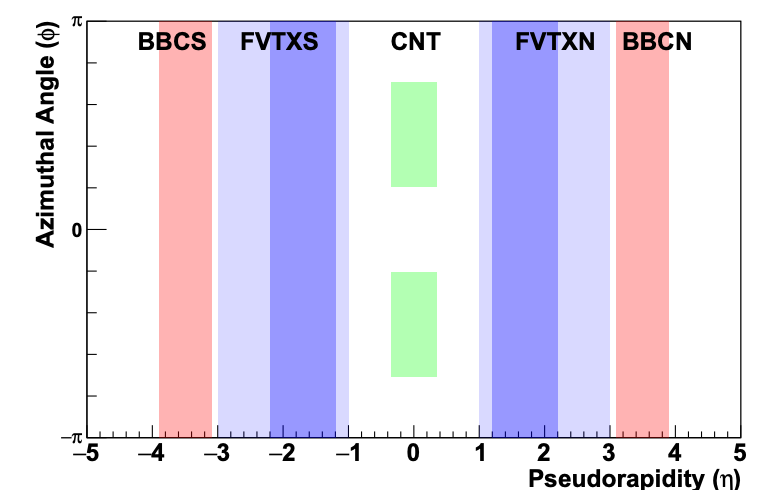 π
BBCS FVTXS CNT FVTXN BBCN
Azimuthal Angle (ϕ)
0
−π
−5 −4 −3 −2 −1 0 1 2 3 4 5
Pseudorapidity (η)